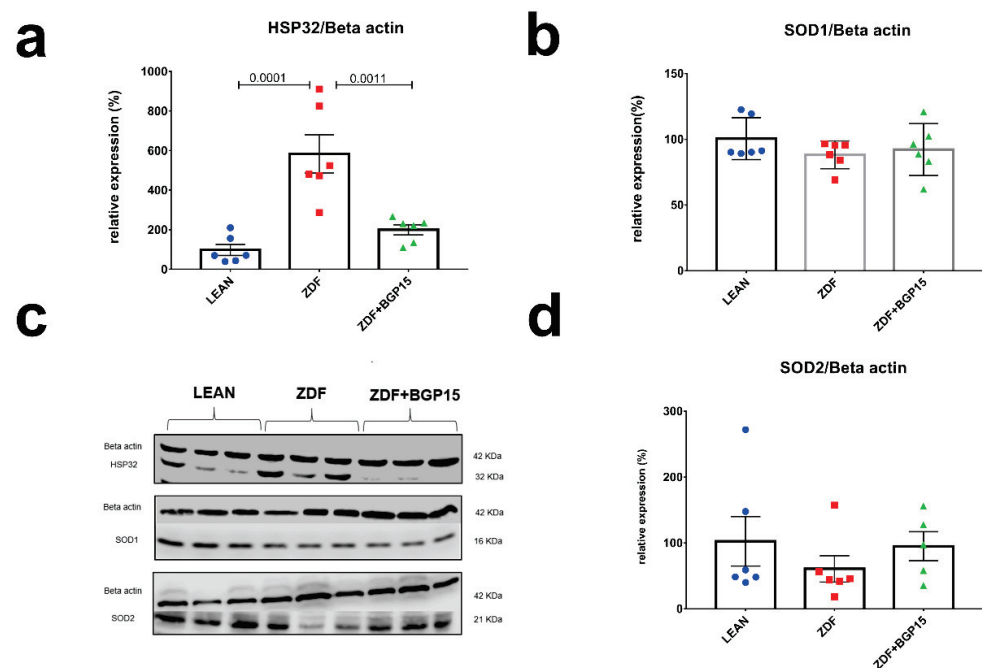 a
HSP32/Beta actin
relative expression (%)
1000
800
600
400
200
0
0.0001
0.0011
LEAN
ZDF
ZDF+BGP15
b
SOD1/Beta actin
relative expression(%)
150
100
50
0
LEAN
ZDF
ZDF+BGP15
c
LEAN ZDF ZDF+BGP15
Beta actin 42 KDa
HSP32 32 KDa
Beta actin 42 KDa
SOD1 16 KDa
Beta actin 42 KDa
SOD2 21 KDa
d
SOD2/Beta actin
relative expression (%)
300
200
100
0
LEAN
ZDF
ZDF+BGP15